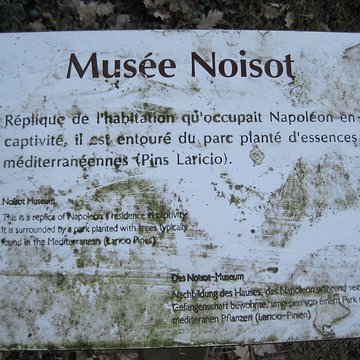 Musée Noisot
Réplique de l'habitation qu'occupait Napoléon en
captivité, il est entouré du parc planté d'essences
méditerranéennes (Pins Laricio).
Noisot Museum
This is a replica of Napoleon's residence in captivity
It is surrounded by a park planted with trees typically
found in the Mediterranean (Laricio Pines)
Das Noisot-Museum
Nachbildung des Hauses, das Napoleon während sein
Gefangenschaft bewohnte, umgeben von einem Park
mediteranen Pflanzen (Laricio-Pinien)